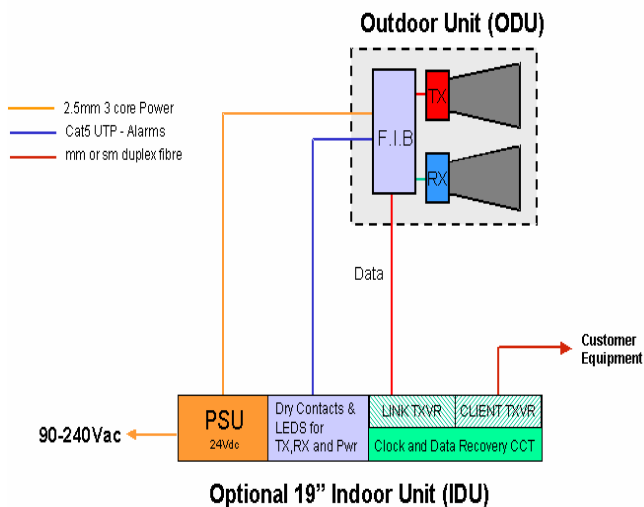 Outdoor Unit (ODU)
2.5mm 3 core Power
Cat5 UTP - Alarms
mm or sm duplex fibre
F.I.B
TX
RX
Data
Customer
Equipment
PSU
24Vdc
Dry Contacts &
LEDS for
TX,RX and Pwr
LINK TXVR
CLIENT TXVR
Clock and Data Recovery CCT
90-240Vac
Optional 19” Indoor Unit (IDU)